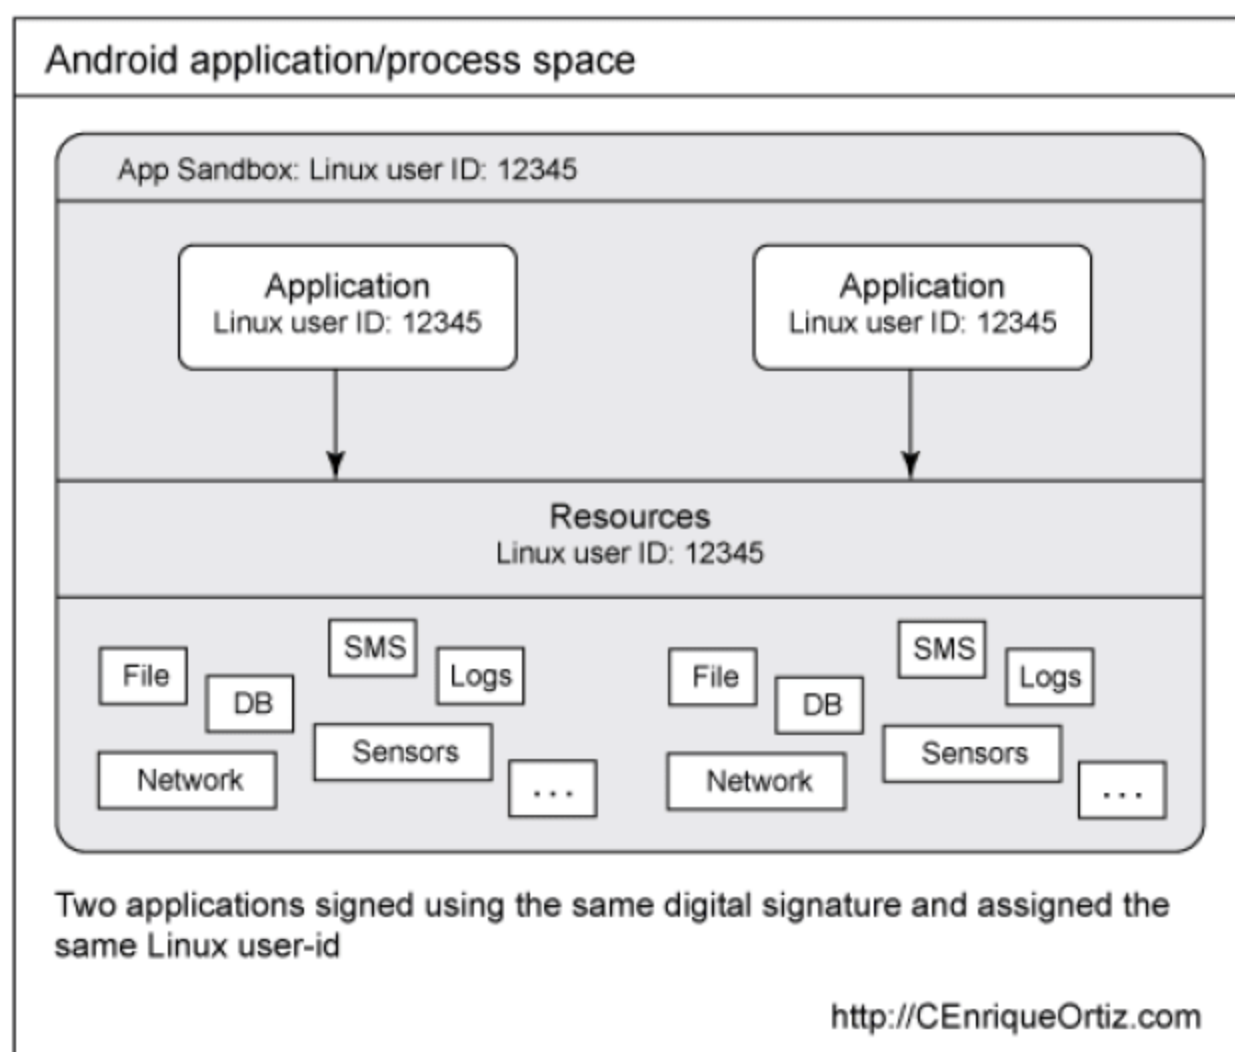 Android application/process space
App Sandbox: Linux user ID: 12345
Application
Linux user ID: 12345
Application
Linux user ID: 12345
Resources
Linux user ID: 12345
File
DB
SMS
Logs
Network
Sensors
...
File
DB
SMS
Logs
Network
Sensors
...
Two applications signed using the same digital signature and assigned the
same Linux user-id
http://CEnriqueOrtiz.com